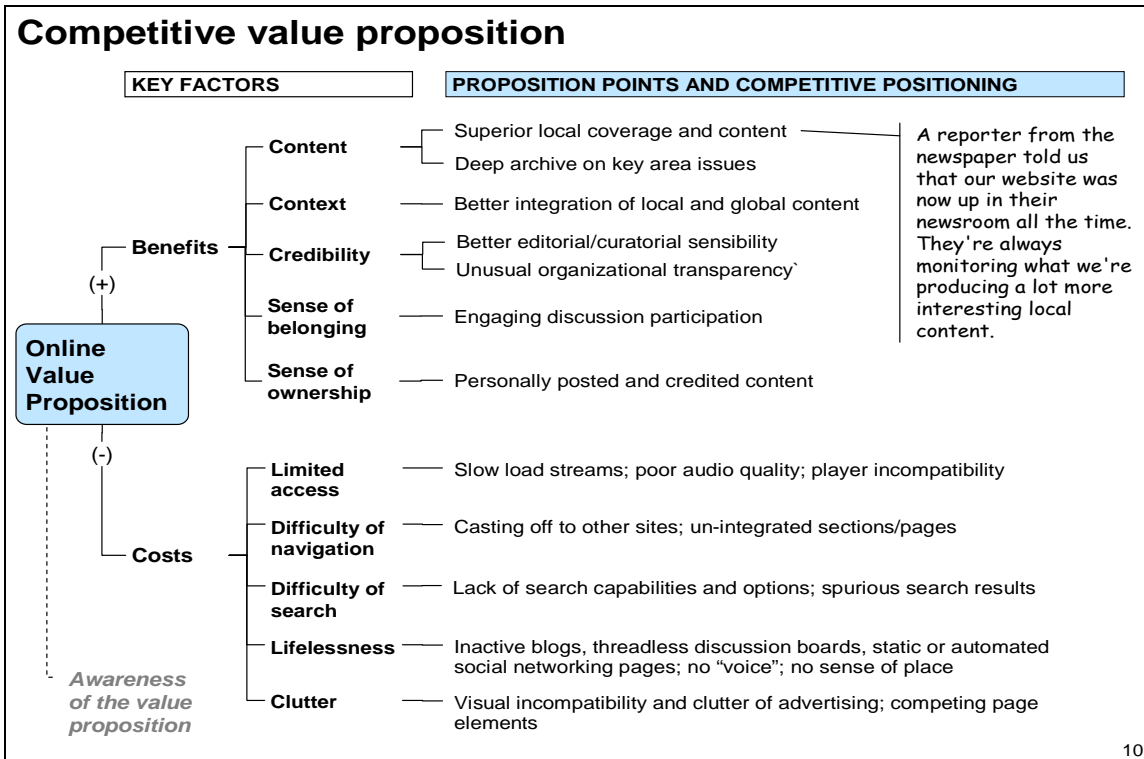 Competitive value proposition
KEY FACTORS
PROPOSITION POINTS AND COMPETITIVE POSITIONING
Online
Value
Proposition
(+)
Benefits
Content
Superior local coverage and content
Deep archive on key area issues
A reporter from the
newspaper told us
that our website was
now up in their
newsroom all the time.
They're always
monitoring what we're
producing a lot more
interesting local
content.
Context
Better integration of local and global content
Credibility
Better editorial/curatorial sensibility
Unusual organizational transparency`
Sense of
belonging
Engaging discussion participation
Sense of
ownership
Personally posted and credited content
(-)
Costs
Limited
access
Slow load streams; poor audio quality; player incompatibility
Difficulty of
navigation
Casting off to other sites; un-integrated sections/pages
Difficulty of
search
Lack of search capabilities and options; spurious search results
Lifelessness
Inactive blogs, threadless discussion boards, static or automated
social networking pages; no “voice”; no sense of place
Clutter
Visual incompatibility and clutter of advertising; competing page
elements
Awareness
of the value
proposition
10